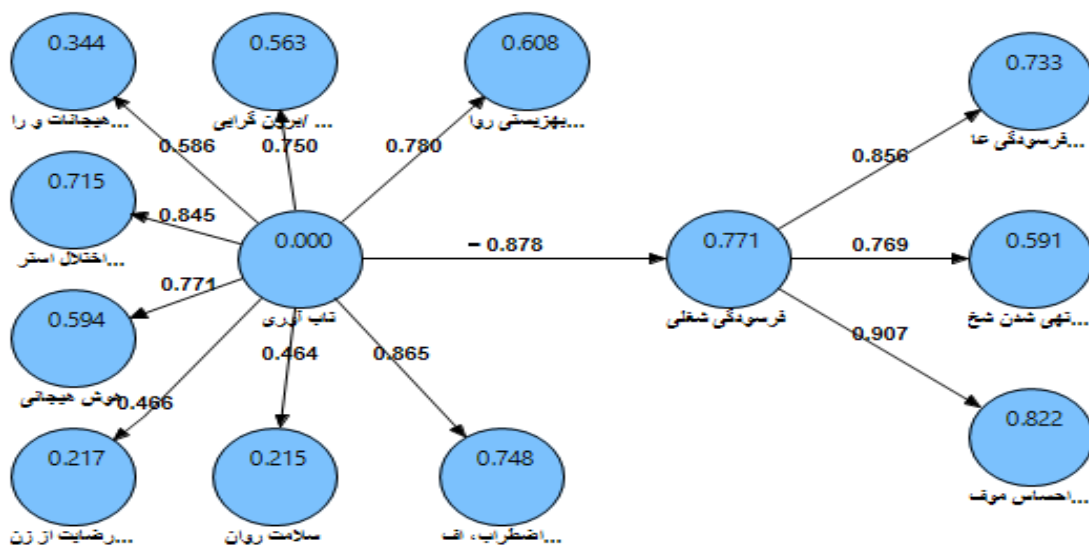 0.344
0.563
0.608
0.733
هیجانات و را...
برون گرایی/ ...
بهزیستی روا...
فرسودگی عا...
0.586
0.750
0.780
0.856
0.715
0.845
اختلال استر...
0.000
– 0.878
0.771
0.769
0.591
تاب آوری
فرسودگی شغلی
تهی شدن شخ...
0.771
0.594
هوش هیجانی
0.466
0.464
0.865
0.907
0.217
0.215
0.748
0.822
رضایت از زن...
سلامت روان
اضطراب، اف...
احساس موف...